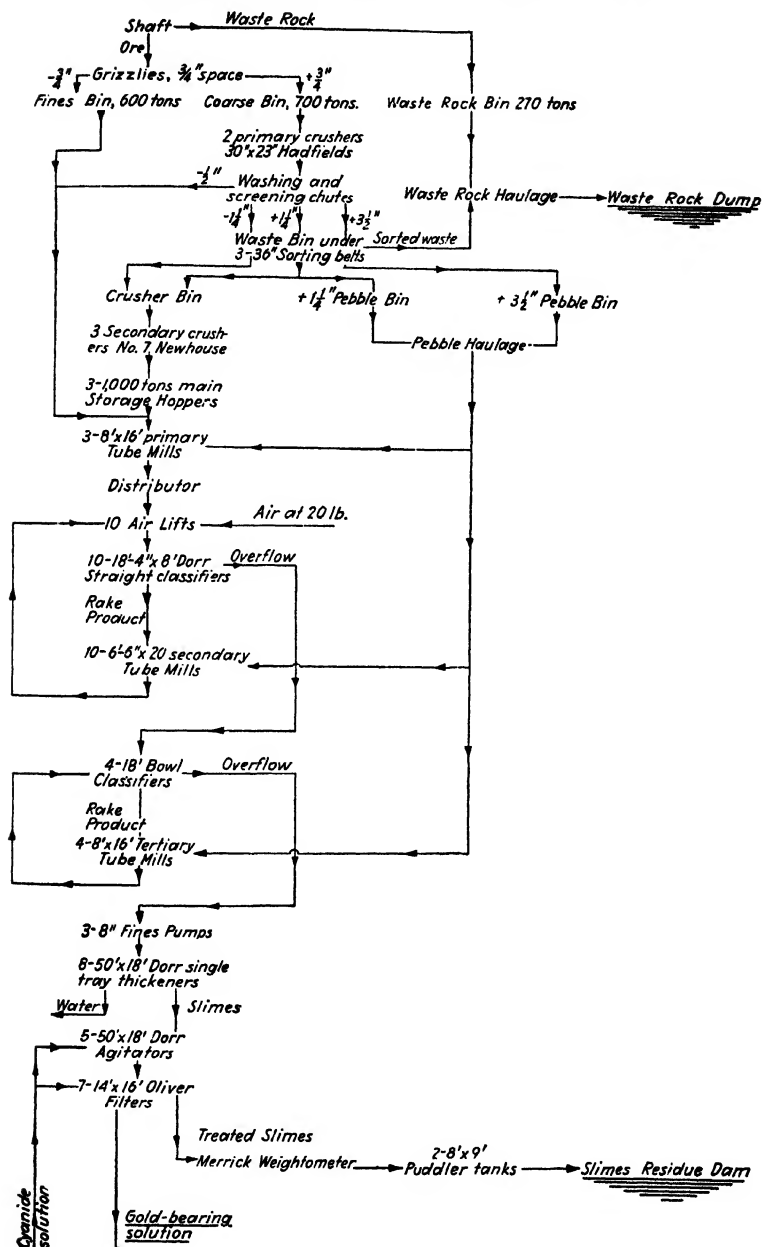 Shaft
Waste Rock
Ore
-3/4"
Grizzlies, 3/4" space
+3/4"
Fines Bin, 600 tons
Coarse Bin, 700 tons.
Waste Rock Bin 270 tons
2 primary crushers
30"x23" Hadfields
-1/2"
Washing and
screening chutes
Waste Rock Haulage
Waste Rock Dump
-1 1/4"
+1 1/4"
+3 1/2"
Waste Bin under
3-36" Sorting belts
Sorted waste
Crusher Bin
+1 1/4" Pebble Bin
+ 3 1/2" Pebble Bin
3 Secondary crush-
ers No. 7, Newhouse
Pebble Haulage
3-1,000 tons main
Storage Hoppers
3-8'x16' primary
Tube Mills
Distributor
10 Air Lifts
Air at 20 lb.
10-18'-4"x 8' Dorr
Straight classifiers
Overflow
Rake
Product
10-6'-6"x 20 secondary
Tube Mills
4-18' Bowl
Classifiers
Overflow
Rake
Product
4-8'x16' Tertiary
Tube Mills
3-8" Fines Pumps
8-50'x18' Dorr single
tray thickeners
Water
Slimes
5-50'x18' Dorr
Agitators
7-14'x16' Oliver
Filters
Treated Slimes
Merrick Weightometer
2-8'x9'
Puddler tanks
Slimes Residue Dam
Cyanide
solution
Gold-bearing
solution